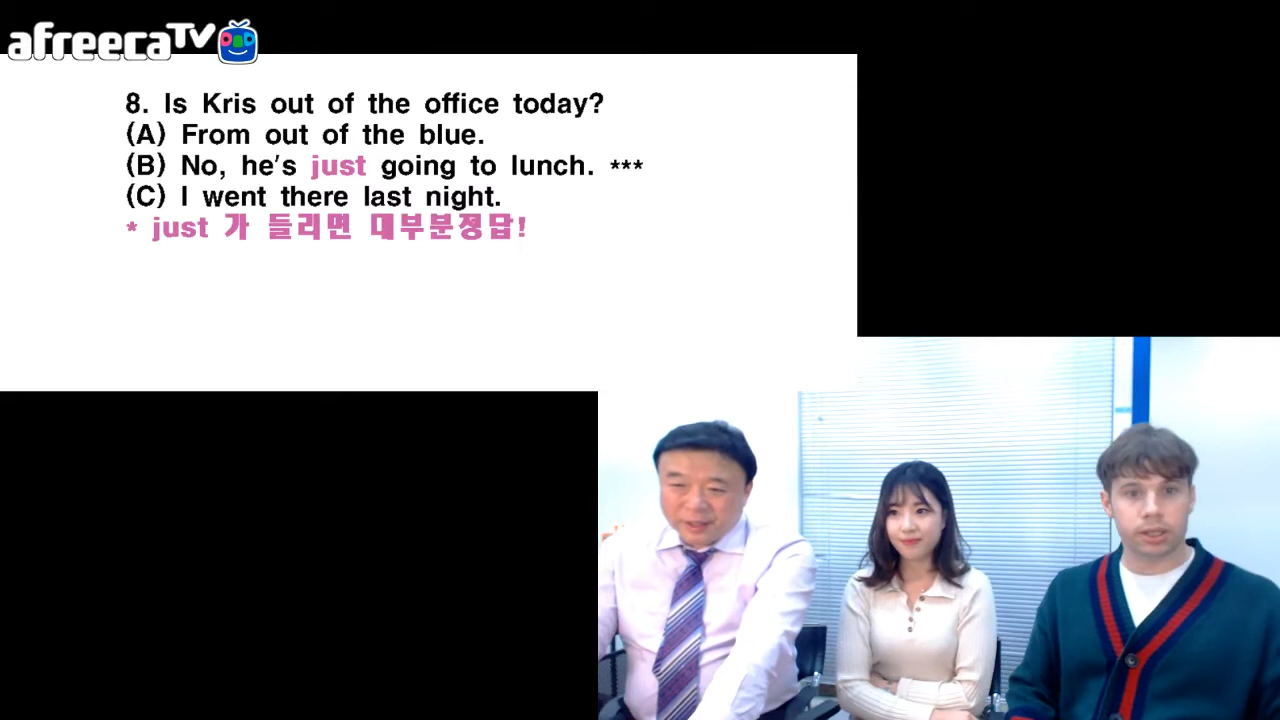 afreecaTV
8. Is Kris out of the office today?
(A) From out of the blue.
(B) No, he's just going to lunch. ***
(C) I went there last night.
* just 가 들리면 대부분정답!